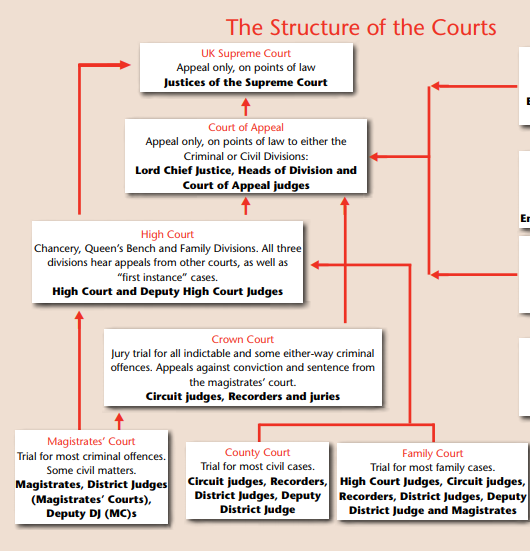 The Structure of the Courts
UK Supreme Court
Appeal only, on points of law
Justices of the Supreme Court
Court of Appeal
Appeal only, on points of law to either the
Criminal or Civil Divisions:
Lord Chief Justice, Heads of Division and
Court of Appeal judges
High Court
Chancery, Queen's Bench and Family Divisions. All three
divisions hear appeals from other courts, as well as
"first instance" cases.
High Court and Deputy High Court Judges
Crown Court
Jury trial for all indictable and some either-way criminal
offences. Appeals against conviction and sentence from
the magistrates' court.
Circuit judges, Recorders and juries
Magistrates' Court
Trial for most criminal offences.
Some civil matters.
Magistrates, District Judges
(Magistrates' Courts),
Deputy DJ (MC)s
County Court
Trial for most civil cases.
Circuit judges, Recorders,
District Judges, Deputy
District Judge
Family Court
Trial for most family cases.
High Court Judges, Circuit judges,
Recorders, District Judges, Deputy
District Judge and Magistrates